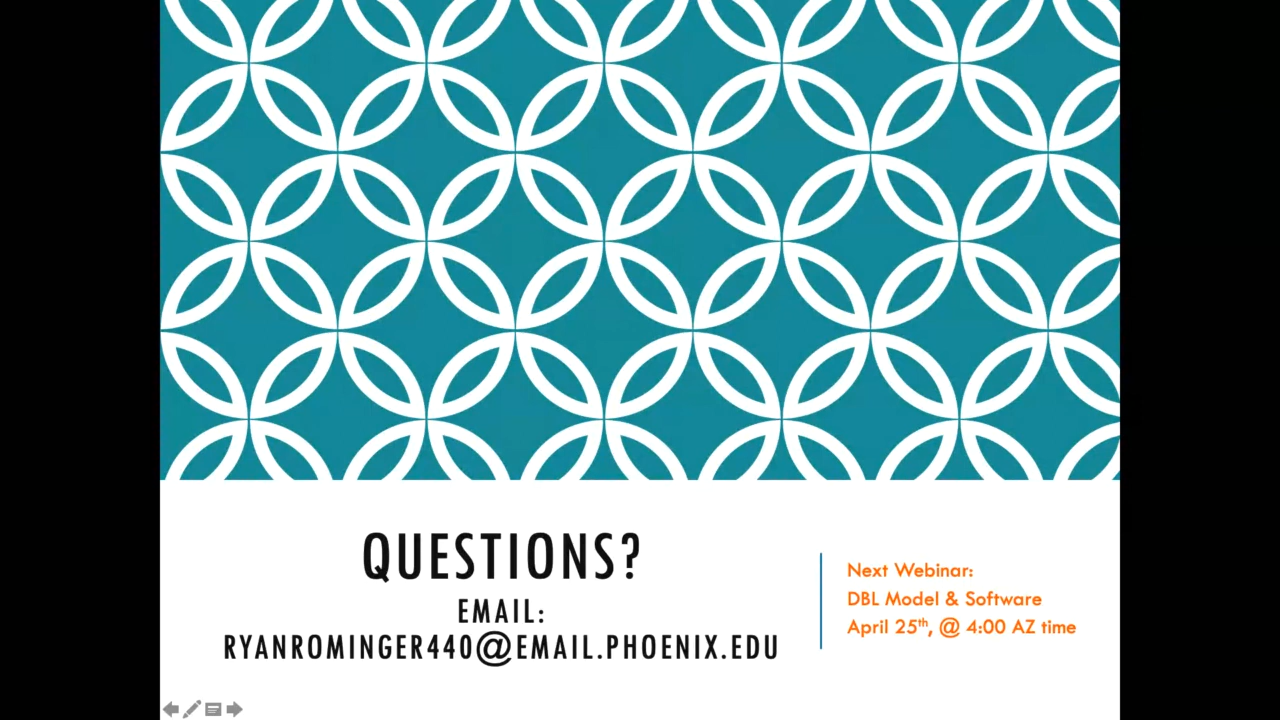 QUESTIONS?
EMAIL:
RYANROMINGER440@EMAIL.PHOENIX.EDU
Next Webinar:
DBL Model & Software
April 25th, @ 4:00 AZ time